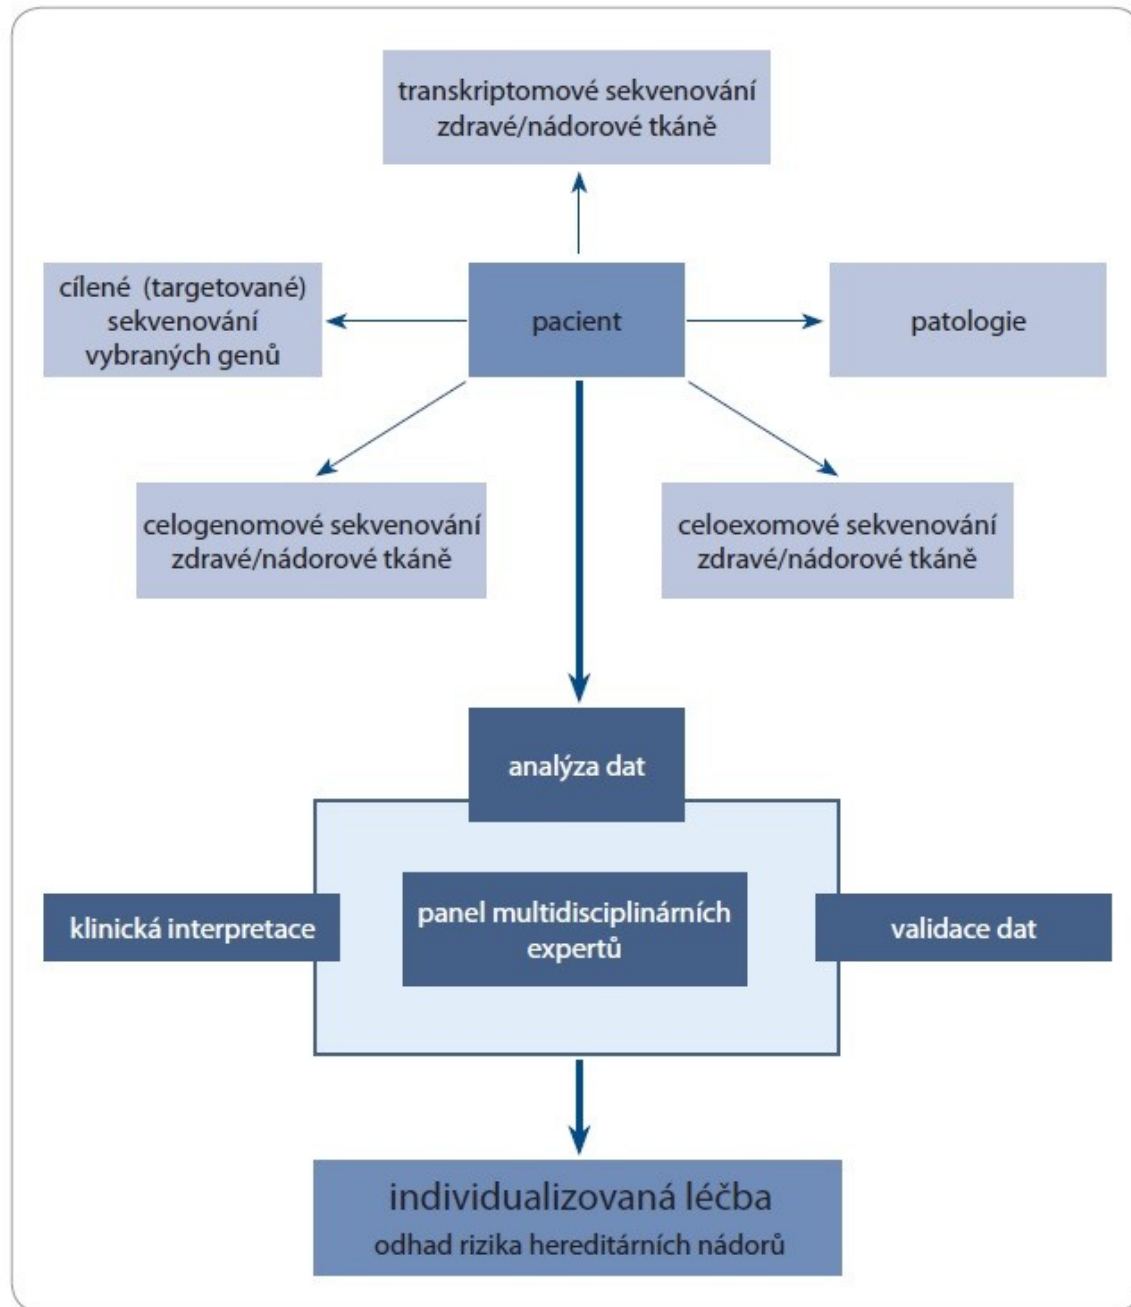 transkriptomové sekvenování
zdravé/nádorové tkáně
cílené (targetované)
sekvenování
vybraných genů
pacient
patologie
celogenomové sekvenování
zdravé/nádorové tkáně
celoexomové sekvenování
zdravé/nádorové tkáně
analýza dat
klinická interpretace
panel multidisciplinárních
expertů
validace dat
individualizovaná léčba
odhad rizika hereditárních nádorů